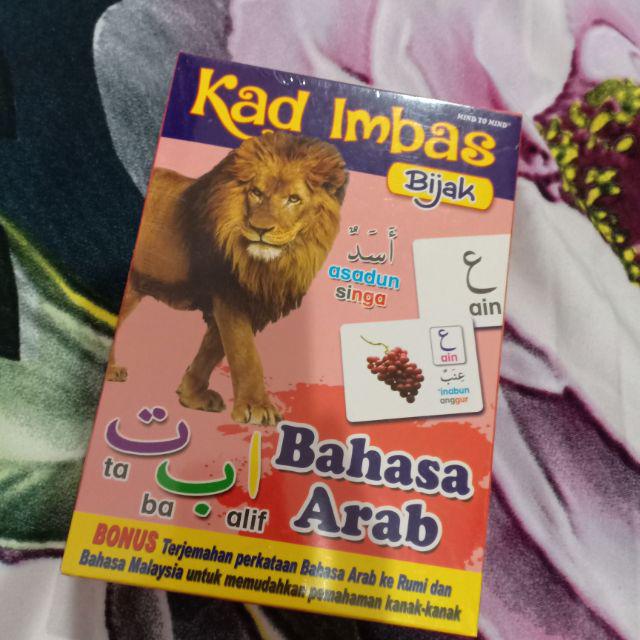 Kad Imbas
MIND TO MIND
Bijak
أَسَدٌ
asadun
singa
ع
ain
ع
ain
عِنَبٌ
'inabun
anggur
ا ب ت
ta
ba
alif
Bahasa
Arab
BONUS Terjemahan perkataan Bahasa Arab ke Rumi dan
Bahasa Malaysia untuk memudahkan pemahaman kanak-kanak